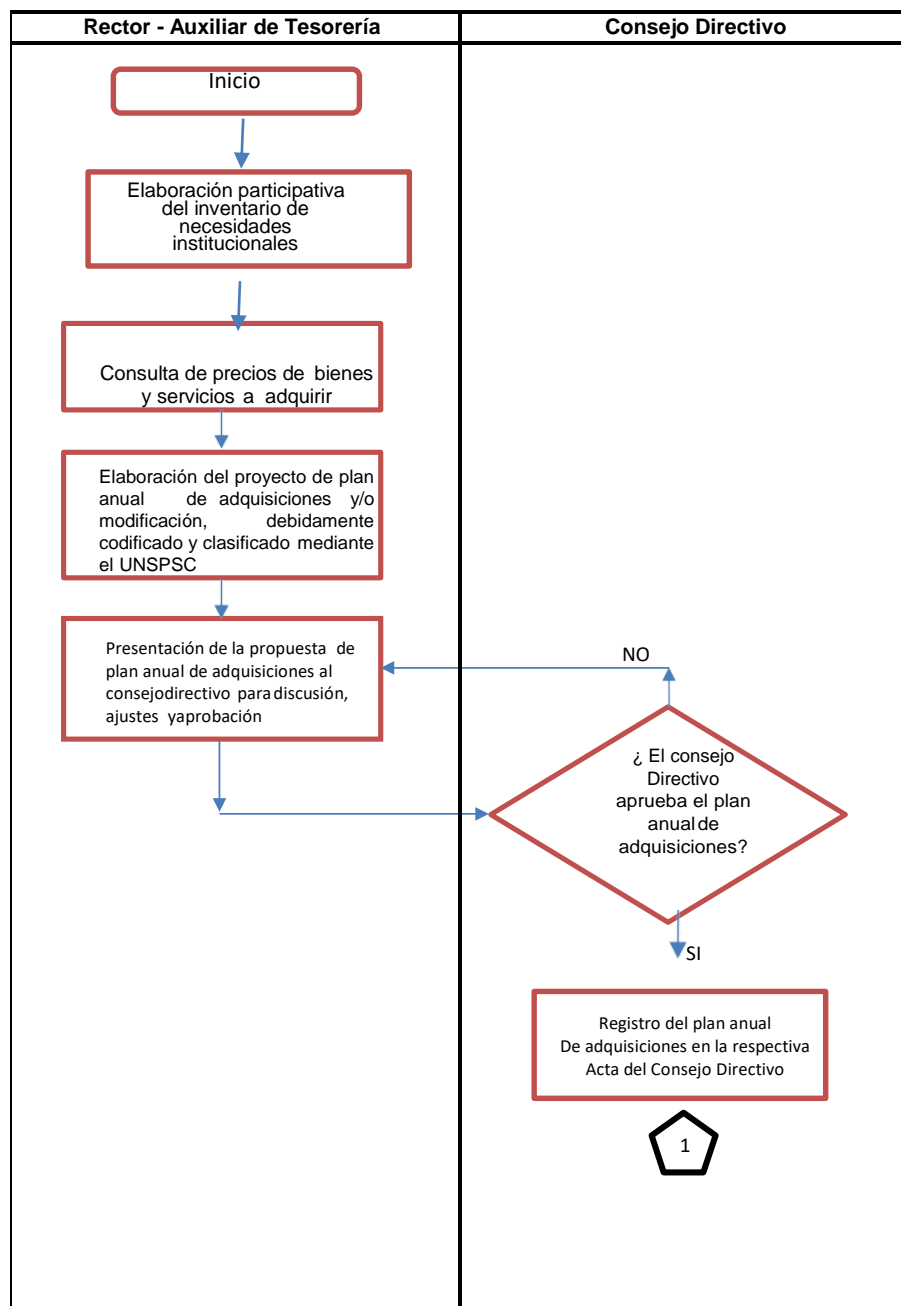 Rector - Auxiliar de Tesorería
Consejo Directivo
Inicio
Elaboración participativa
del inventario de
necesidades
institucionales
Consulta de precios de bienes
y servicios a adquirir
Elaboración del proyecto de plan
anual de adquisiciones y/o
modificación, debidamente
codificado y clasificado mediante
el UNSPSC
Presentación de la propuesta de
plan anual de adquisiciones al
consejodirectivo para discusión,
ajustes yaprobación
NO
¿ El consejo
Directivo
aprueba el plan
anual de
adquisiciones?
SI
Registro del plan anual
De adquisiciones en la respectiva
Acta del Consejo Directivo
1